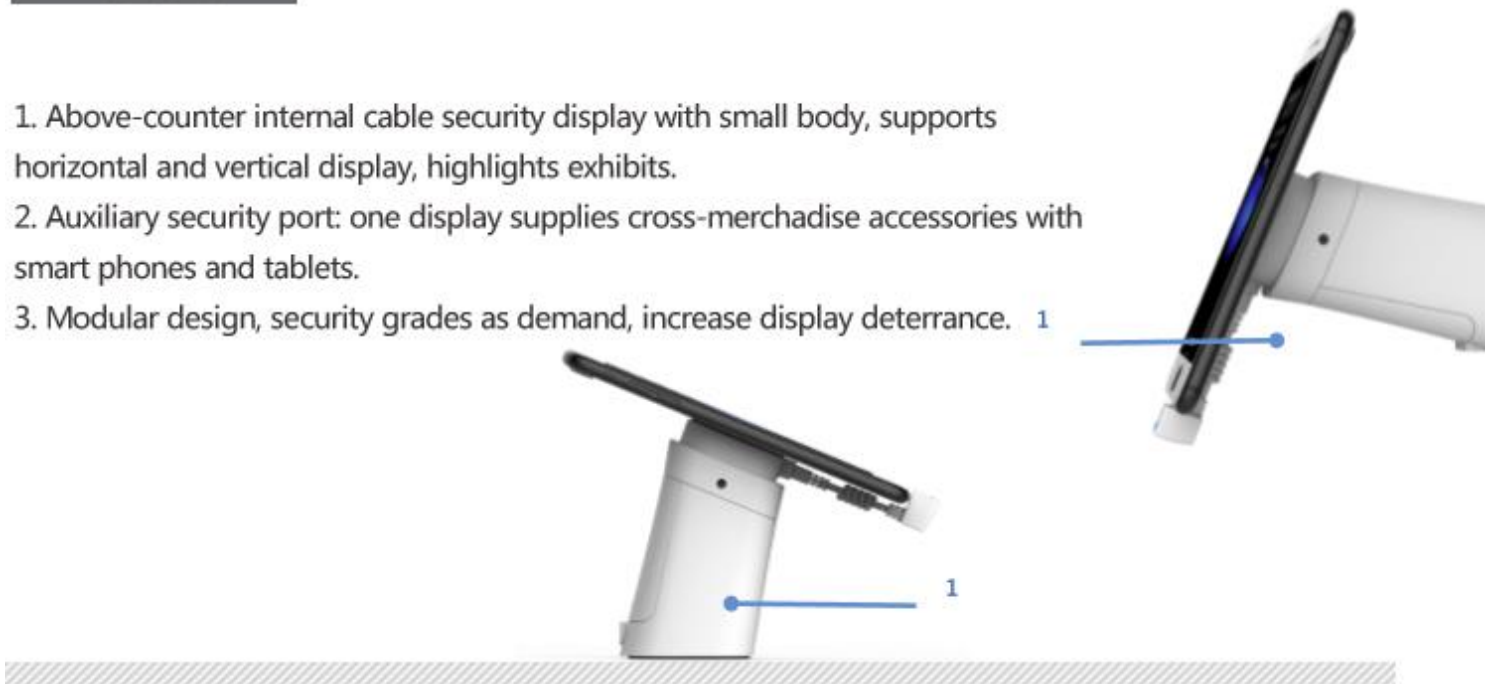 1. Above-counter internal cable security display with small body, supports
horizontal and vertical display, highlights exhibits.
2. Auxiliary security port: one display supplies cross-merchadise accessories with
smart phones and tablets.
3. Modular design, security grades as demand, increase display deterrance.
1
1